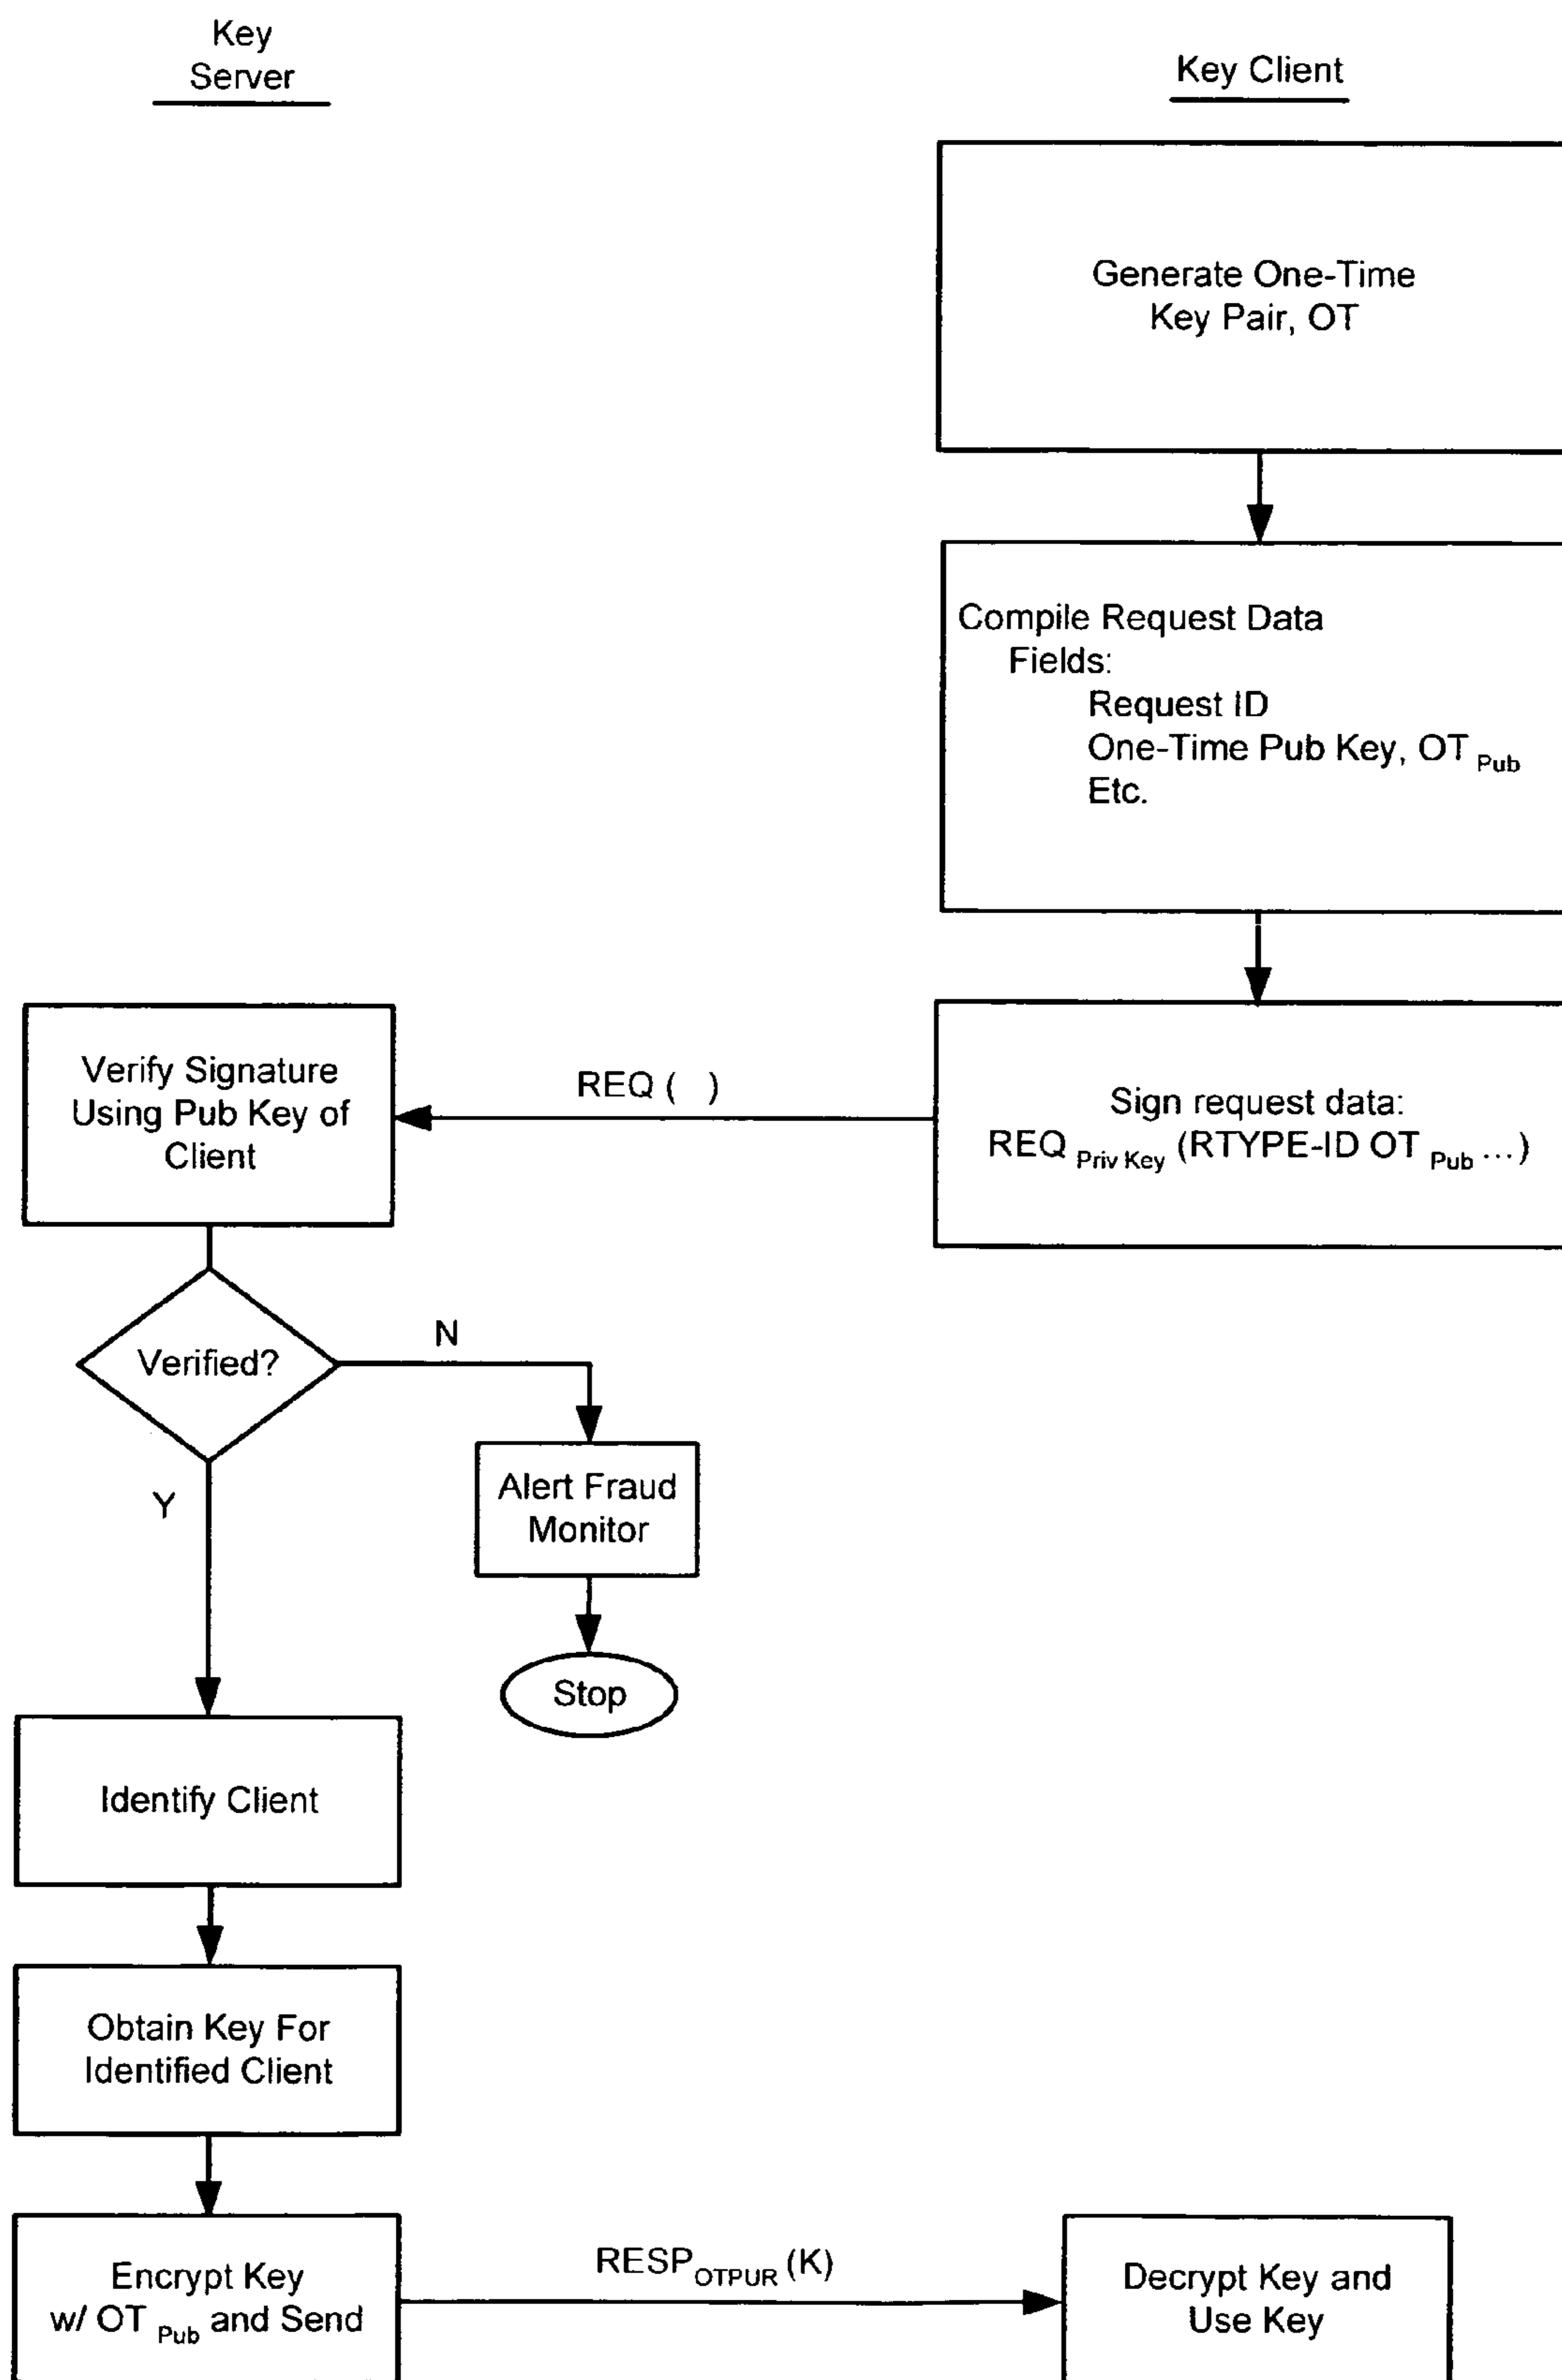 Key
Server
Key Client
Generate One-Time
Key Pair, OT
Compile Request Data
Fields:
Request ID
One-Time Pub Key, OT Pub
Etc.
Sign request data:
REQ Priv Key (RTYPE-ID OT Pub ...)
REQ ( )
Verify Signature
Using Pub Key of
Client
Verified?
N
Y
Alert Fraud
Monitor
Stop
Identify Client
Obtain Key For
Identified Client
Encrypt Key
w/ OT Pub and Send
RESP OTPUR (K)
Decrypt Key and
Use Key